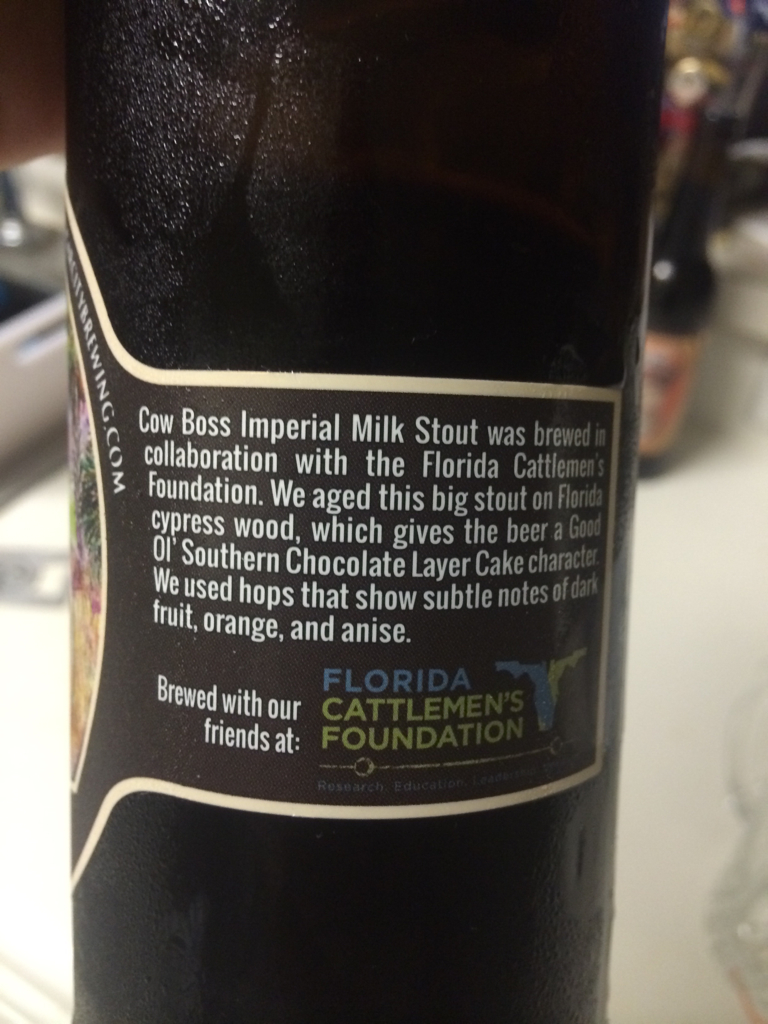 CITYBREWING.COM
Cow Boss Imperial Milk Stout was brewed in
collaboration with the Florida Cattlemen's
Foundation. We aged this big stout on Florida
cypress wood, which gives the beer a Good
Ol' Southern Chocolate Layer Cake character.
We used hops that show subtle notes of dark
fruit, orange, and anise.
Brewed with our
friends at:
FLORIDA
CATTLEMEN'S
FOUNDATION
Research. Education. Leadership